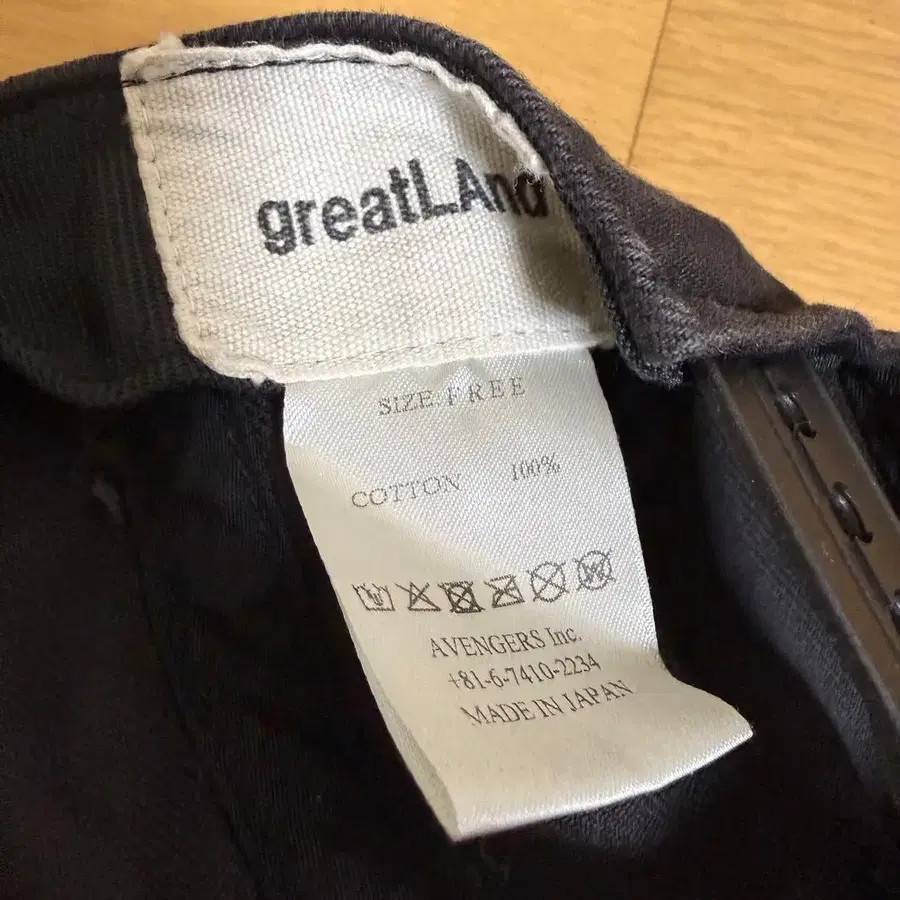 greatLAnd
SIZE FREE
COTTON 100%
AVENGERS Inc.
+81-6-7410-2234
MADE IN JAPAN